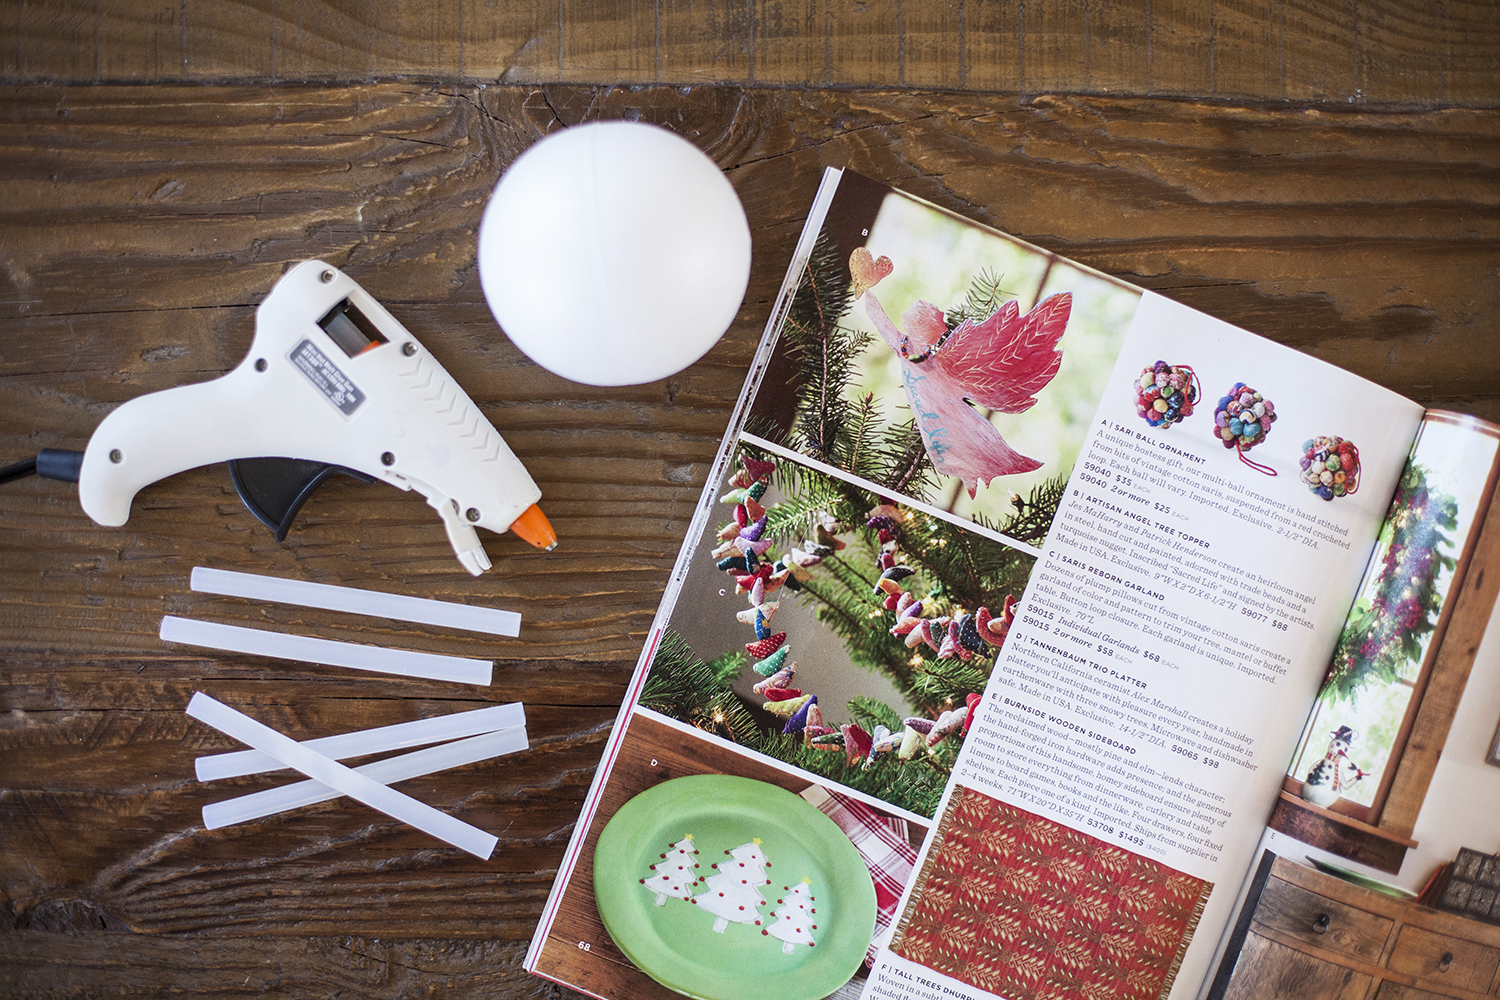 B
Sacred Life
C
D
68
A | SARI BALL ORNAMENT
A unique hostess gift, our multi-ball ornament is hand stitched
from bits of vintage cotton saris, suspended from a red crocheted
loop. Each ball will vary. Imported. Exclusive. 2-1/2" DIA.
59040 $35 EACH
59040 2 or more $25 EACH
B | ARTISAN ANGEL TREE TOPPER
Jes MaHarry and Patrick Henderson create an heirloom angel
in steel, hand cut and painted, adorned with trade beads and a
turquoise nugget. Inscribed "Sacred Life" and signed by the artists.
Made in USA. Exclusive. 9"W X 2"D X 6-1/2"H 59077 $88
C | SARIS REBORN GARLAND
Dozens of plump pillows cut from vintage cotton saris create a
garland of color and pattern to trim your tree, mantel or buffet
table. Button loop closure. Each garland is unique. Imported.
Exclusive. 70"L
59015 Individual Garlands $68 EACH
59015 2 or more $58 EACH
D | TANNENBAUM TRIO PLATTER
Northern California ceramist Alex Marshall creates a holiday
platter you'll anticipate with pleasure every year, handmade in
earthenware with three snowy trees. Microwave and dishwasher
safe. Made in USA. Exclusive. 14-1/2" DIA. 59065 $98
E | BURNSIDE WOODEN SIDEBOARD
The reclaimed wood—mostly pine and elm—lends character;
the hand-forged iron hardware adds presence; and the generous
proportions of this handsome, homey sideboard ensure plenty of
room to store everything from dinnerware, cutlery and table
linens to board games, books and the like. Four drawers, four fixed
shelves. Each piece one of a kind. Imported. Ships from supplier in
2–4 weeks. 71"W X 20"D X 35"H 53708 $1495 ($400)
F | TALL TREES DHURR
Woven in a subt
shaded f
E